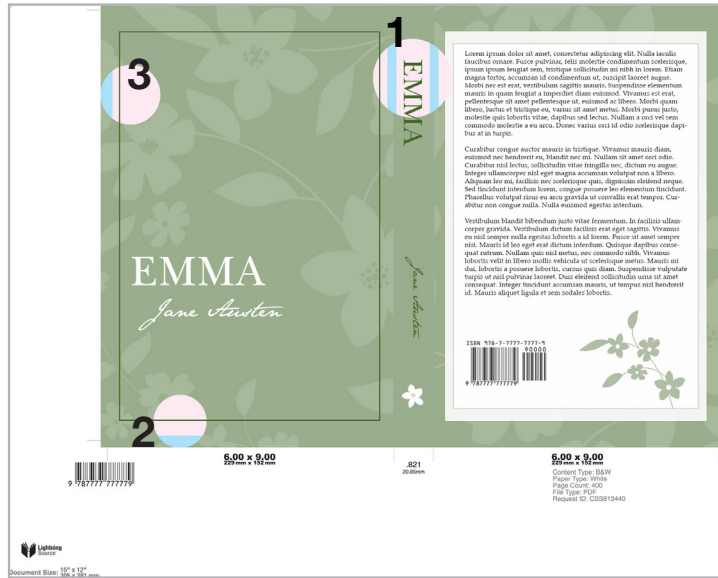 1
3
EMMA
Lorem ipsum dolor sit amet, consectetur adipiscing elit. Nulla iaculis
faucibus ornare. Fusce pulvinar, felis molestie condimentum scelerisque,
ipsum ipsum feugiat sem, tristique sollicitudin mi nibh in lorem. Etiam
magna tortor, accumsan id condimentum ut, suscipit laoreet augue.
Morbi nec est erat, vestibulum sagittis mauris. Suspendisse elementum
mauris in quam feugiat a imperdiet diam euismod. Vivamus est erat,
pellentesque sit amet pellentesque ut, euismod ac libero. Morbi quam
libero, luctus et tristique eu, varius sit amet metus. Morbi purus justo,
molestie quis lobortis vitae, dapibus sed lectus. Nullam a orci vel sem
commodo molestie a eu arcu. Donec varius orci id odio scelerisque dapi-
bus at in turpis.
Curabitur congue auctor mauris in tristique. Vivamus mauris diam,
euismod nec hendrerit eu, blandit nec mi. Nullam sit amet orci odio.
Curabitur nisl lectus, sollicitudin vitae fringilla nec, dictum eu augue.
Integer ullamcorper nisl eget magna accumsan volutpat non a libero.
Aliquam leo mi, facilisis nec scelerisque quis, dignissim eleifend neque.
Sed tincidunt interdum lorem, congue posuere leo elementum tincidunt.
Phasellus volutpat risus eu arcu gravida ut convallis erat tempor. Cur-
abitur non congue nulla. Nulla euismod egestas interdum.
Vestibulum blandit bibendum justo vitae fermentum. In facilisis ullam-
corper gravida. Vestibulum dictum facilisis erat eget sagittis. Vivamus
eu nisl semper nulla egestas lobortis a id lorem. Fusce sit amet semper
nisi. Mauris id leo eget erat dictum interdum. Quisque dapibus conse-
quat rutrum. Nullam quis nisl metus, nec commodo nibh. Vivamus
lobortis velit in libero mollis vehicula ut scelerisque metus. Mauris mi
dui, lobortis a posuere lobortis, cursus quis diam. Suspendisse vulputate
turpis ut nisl pulvinar laoreet. Duis eleifend sollicitudin urna sit amet
consequat. Integer tincidunt accumsan mauris, ut tempus nisl hendrerit
id. Mauris aliquet ligula et sem sodales lobortis.
EMMA
Jane Austen
Jane Austen
ISBN 978-7-7777-7777-9
90000
9 787777 777779
2
6.00 x 9.00
229 mm x 152 mm
.821
20.85mm
6.00 x 9.00
229 mm x 152 mm
Content Type: B&W
Paper Type: White
Page Count: 400
File Type: PDF
Request ID: CSS813440
9 787777 777779
Lightning
Source
Document Size: 15" x 12"